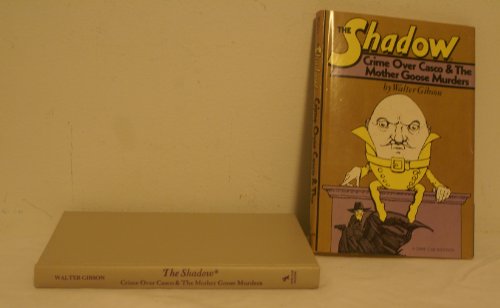 THE
Shadow
Crime Over Casco & The
Mother Goose Murders
by Walter Gibson
WALTER GIBSON
The Shadow*
Crime Over Casco & The Mother Goose Murders